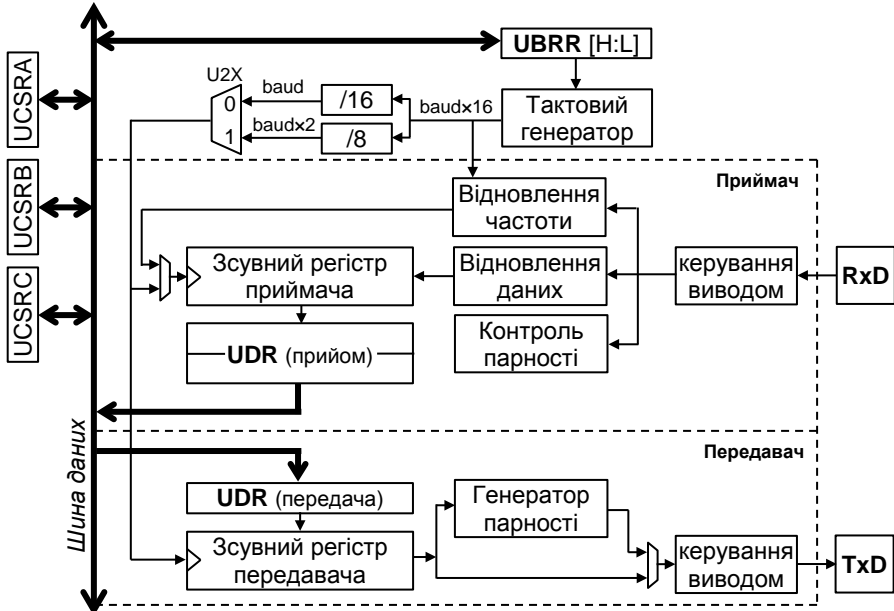 UBRR [H:L]
U2X
baud
/16
0
baud×16
Тактовий
генератор
1
baud×2
/8
UCSRA
UCSRB
UCSRC
Приймач
Відновлення
частоти
Зсувний регістр
приймача
Відновлення
даних
керування
виводом
RxD
Контроль
парності
UDR (прийом)
Шина даних
Передавач
UDR (передача)
Генератор
парності
Зсувний регістр
передавача
керування
виводом
TxD